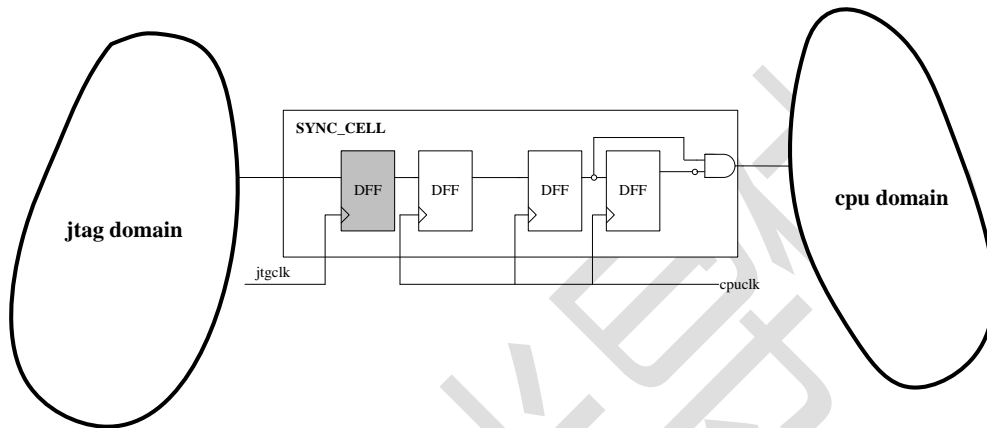 SYNC_CELL
DFF
DFF
DFF
DFF
jtag domain
cpu domain
jtgclk
cpuclk